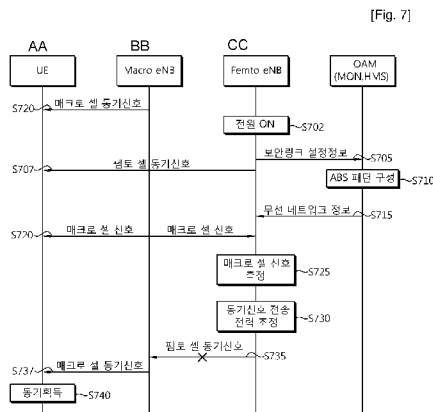 [Fig. 7]
AA
BB
CC
UE
Macro eNB
Femto eNB
OAM
(MON,HMS)
S720
매크로 셀 동기신호
전원 ON
S702
보안링크 설정정보
S705
S707
펨토 셀 동기신호
ABS 패턴 구성
S710
무선 네트워크 정보
S715
S720
매크로 셀 신호
매크로 셀 신호
매크로 셀 신호
측정
S725
동기신호 전송
전력 추정
S730
펨토 셀 동기신호
S735
S737
매크로 셀 동기신호
동기획득
S740